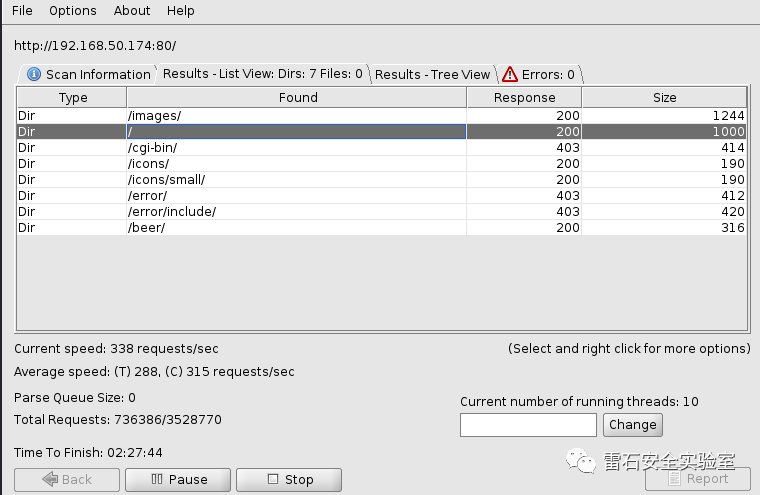 File Options About Help
http://192.168.50.174:80/
Scan Information Results - List View: Dirs: 7 Files: 0 Results - Tree View Errors: 0
Type Found Response Size
Dir /images/ 200 1244
Dir / 200 1000
Dir /cgi-bin/ 403 414
Dir /icons/ 200 190
Dir /icons/small/ 200 190
Dir /error/ 403 412
Dir /error/include/ 403 420
Dir /beer/ 200 316
Current speed: 338 requests/sec (Select and right click for more options)
Average speed: (T) 288, (C) 315 requests/sec
Parse Queue Size: 0 Current number of running threads: 10
Total Requests: 736386/3528770 Change
Time To Finish: 02:27:44
雷石安全实验室
Back Pause Stop Report